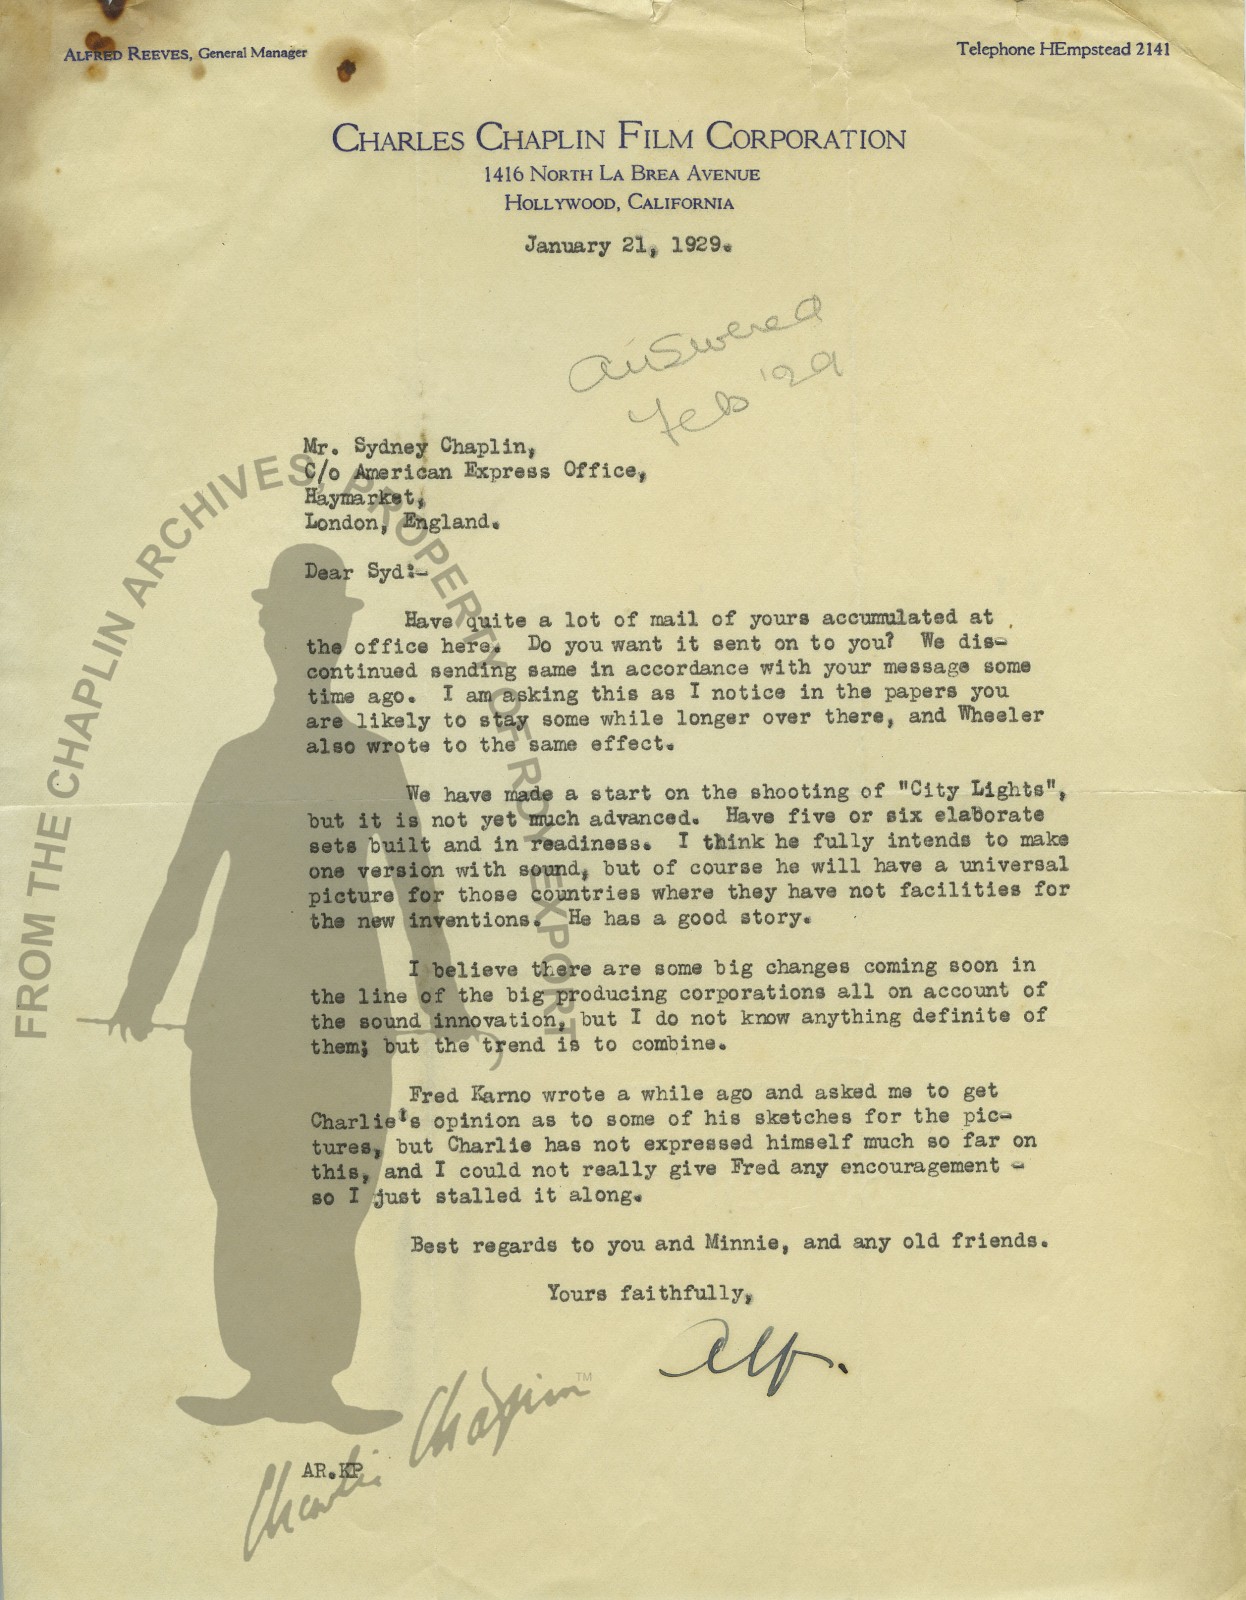 ALFRED REEVES, General Manager
Telephone HEmpstead 2141
CHARLES CHAPLIN FILM CORPORATION
1416 NORTH LA BREA AVENUE
HOLLYWOOD, CALIFORNIA
January 21, 1929.
answered
Feb '29
Mr. Sydney Chaplin,
C/o American Express Office,
Haymarket,
London, England.
Dear Syd:-
Have quite a lot of mail of yours accumulated at
the office here. Do you want it sent on to you? We dis-
continued sending same in accordance with your message some
time ago. I am asking this as I notice in the papers you
are likely to stay some while longer over there, and Wheeler
also wrote to the same effect.
We have made a start on the shooting of "City Lights",
but it is not yet much advanced. Have five or six elaborate
sets built and in readiness. I think he fully intends to make
one version with sound, but of course he will have a universal
picture for those countries where they have not facilities for
the new inventions. He has a good story.
I believe there are some big changes coming soon in
the line of the big producing corporations all on account of
the sound innovation, but I do not know anything definite of
them; but the trend is to combine.
Fred Karno wrote a while ago and asked me to get
Charlie's opinion as to some of his sketches for the pic-
tures, but Charlie has not expressed himself much so far on
this, and I could not really give Fred any encouragement -
so I just stalled it along.
Best regards to you and Minnie, and any old friends.
Yours faithfully,
Alf.
AR.KP
FROM THE CHAPLIN ARCHIVES, PROPERTY OF ROY EXPORT
Charlie Chaplin™